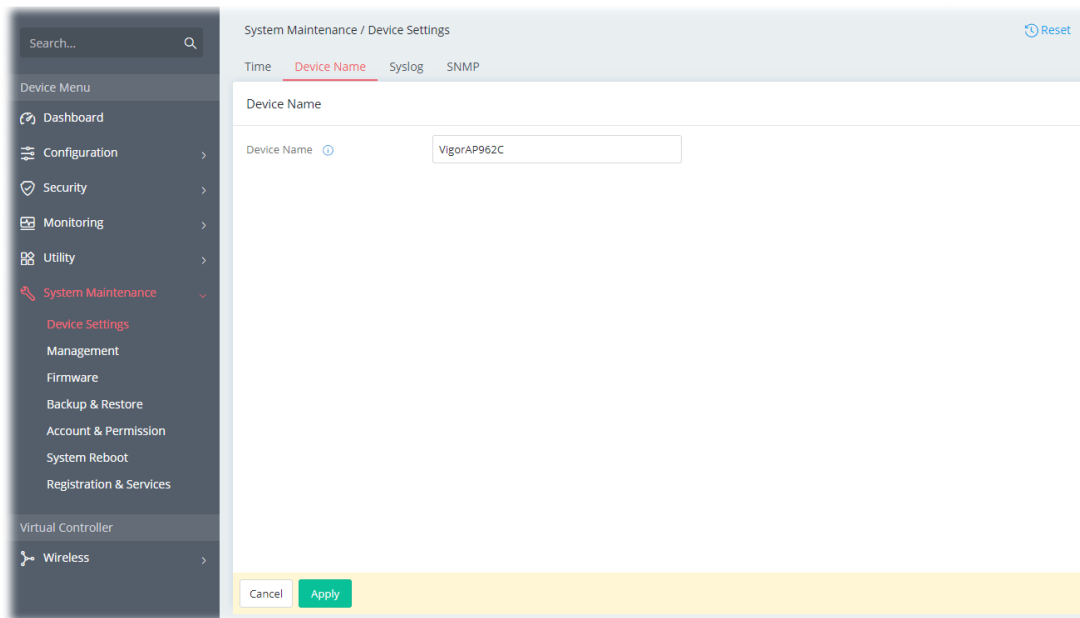 Search...
Device Menu
Dashboard
Configuration
Security
Monitoring
Utility
System Maintenance
Device Settings
Management
Firmware
Backup & Restore
Account & Permission
System Reboot
Registration & Services
Virtual Controller
Wireless
System Maintenance / Device Settings
Reset
Time Device Name Syslog SNMP
Device Name
Device Name VigorAP962C
Cancel Apply